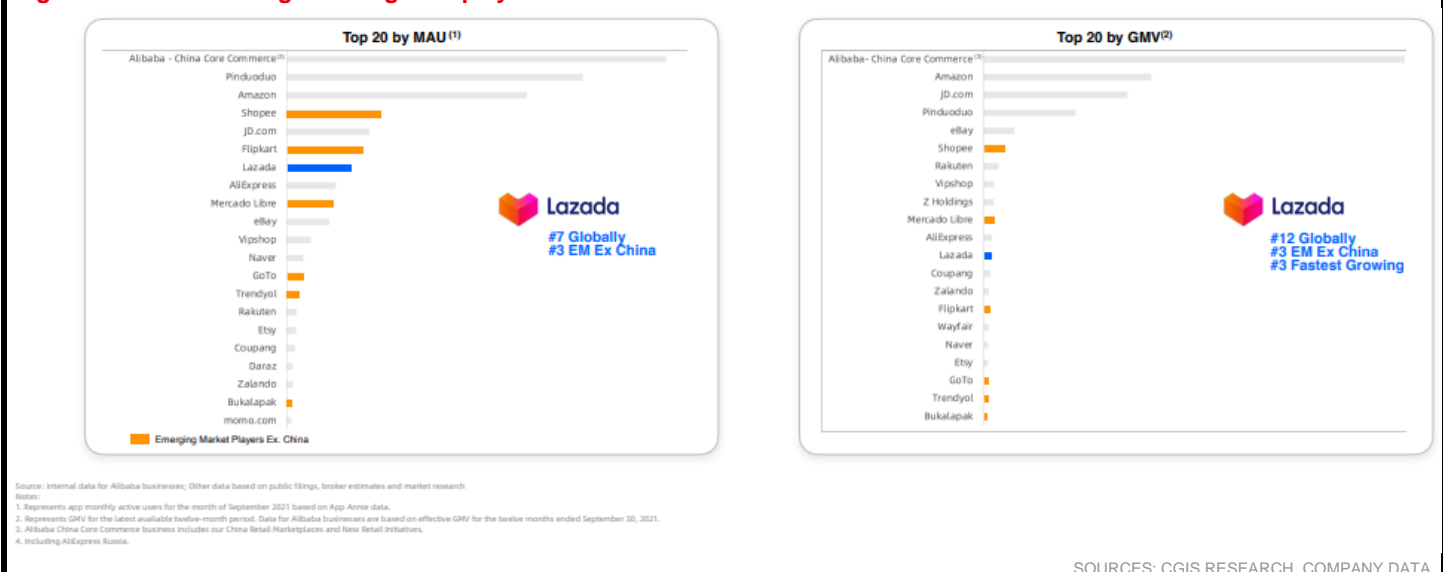 Top 20 by MAU (1)
Alibaba - China Core Commerce(3)
Pinduoduo
Amazon
Shopee
JD.com
Flipkart
Lazada
AliExpress
Mercado Libre
eBay
Vipshop
Naver
GoTo
Trendyol
Rakuten
Etsy
Coupang
Daraz
Zalando
Bukalapak
momo.com
Emerging Market Players Ex. China
Lazada
#7 Globally
#3 EM Ex China
Top 20 by GMV(2)
Alibaba- China Core Commerce(3)
Amazon
JD.com
Pinduoduo
eBay
Shopee
Rakuten
Vipshop
Z Holdings
Mercado Libre
AliExpress
Lazada
Coupang
Zalando
Flipkart
Wayfair
Naver
Etsy
GoTo
Trendyol
Bukalapak
Lazada
#12 Globally
#3 EM Ex China
#3 Fastest Growing
Source: Internal data for Alibaba businesses; Other data based on public filings, broker estimates and market research
Notes:
1. Represents app monthly active users for the month of September 2021 based on App Annie data.
2. Represents GMV for the latest available twelve-month period. Data for Alibaba businesses are based on effective GMV for the twelve months ended September 30, 2021.
3. Alibaba China Core Commerce business includes our China Retail Marketplaces and New Retail initiatives.
4. Including AliExpress Russia.
SOURCES: CGIS RESEARCH, COMPANY DATA